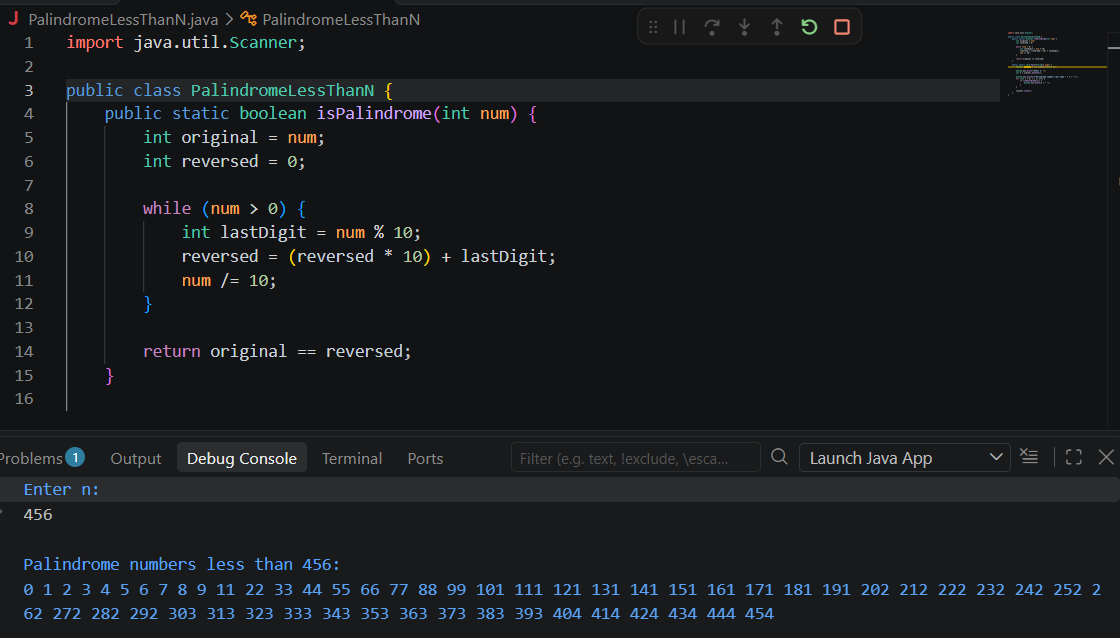 PalindromeLessThanN.java > PalindromeLessThanN
1 import java.util.Scanner;
2
3 public class PalindromeLessThanN {
4 public static boolean isPalindrome(int num) {
5 int original = num;
6 int reversed = 0;
7
8 while (num > 0) {
9 int lastDigit = num % 10;
10 reversed = (reversed * 10) + lastDigit;
11 num /= 10;
12 }
13
14 return original == reversed;
15 }
16
Problems 1 Output Debug Console Terminal Ports Filter (e.g. text, !exclude, \esca... Launch Java App
Enter n:
456
Palindrome numbers less than 456:
0 1 2 3 4 5 6 7 8 9 11 22 33 44 55 66 77 88 99 101 111 121 131 141 151 161 171 181 191 202 212 222 232 242 252 2
62 272 282 292 303 313 323 333 343 353 363 373 383 393 404 414 424 434 444 454